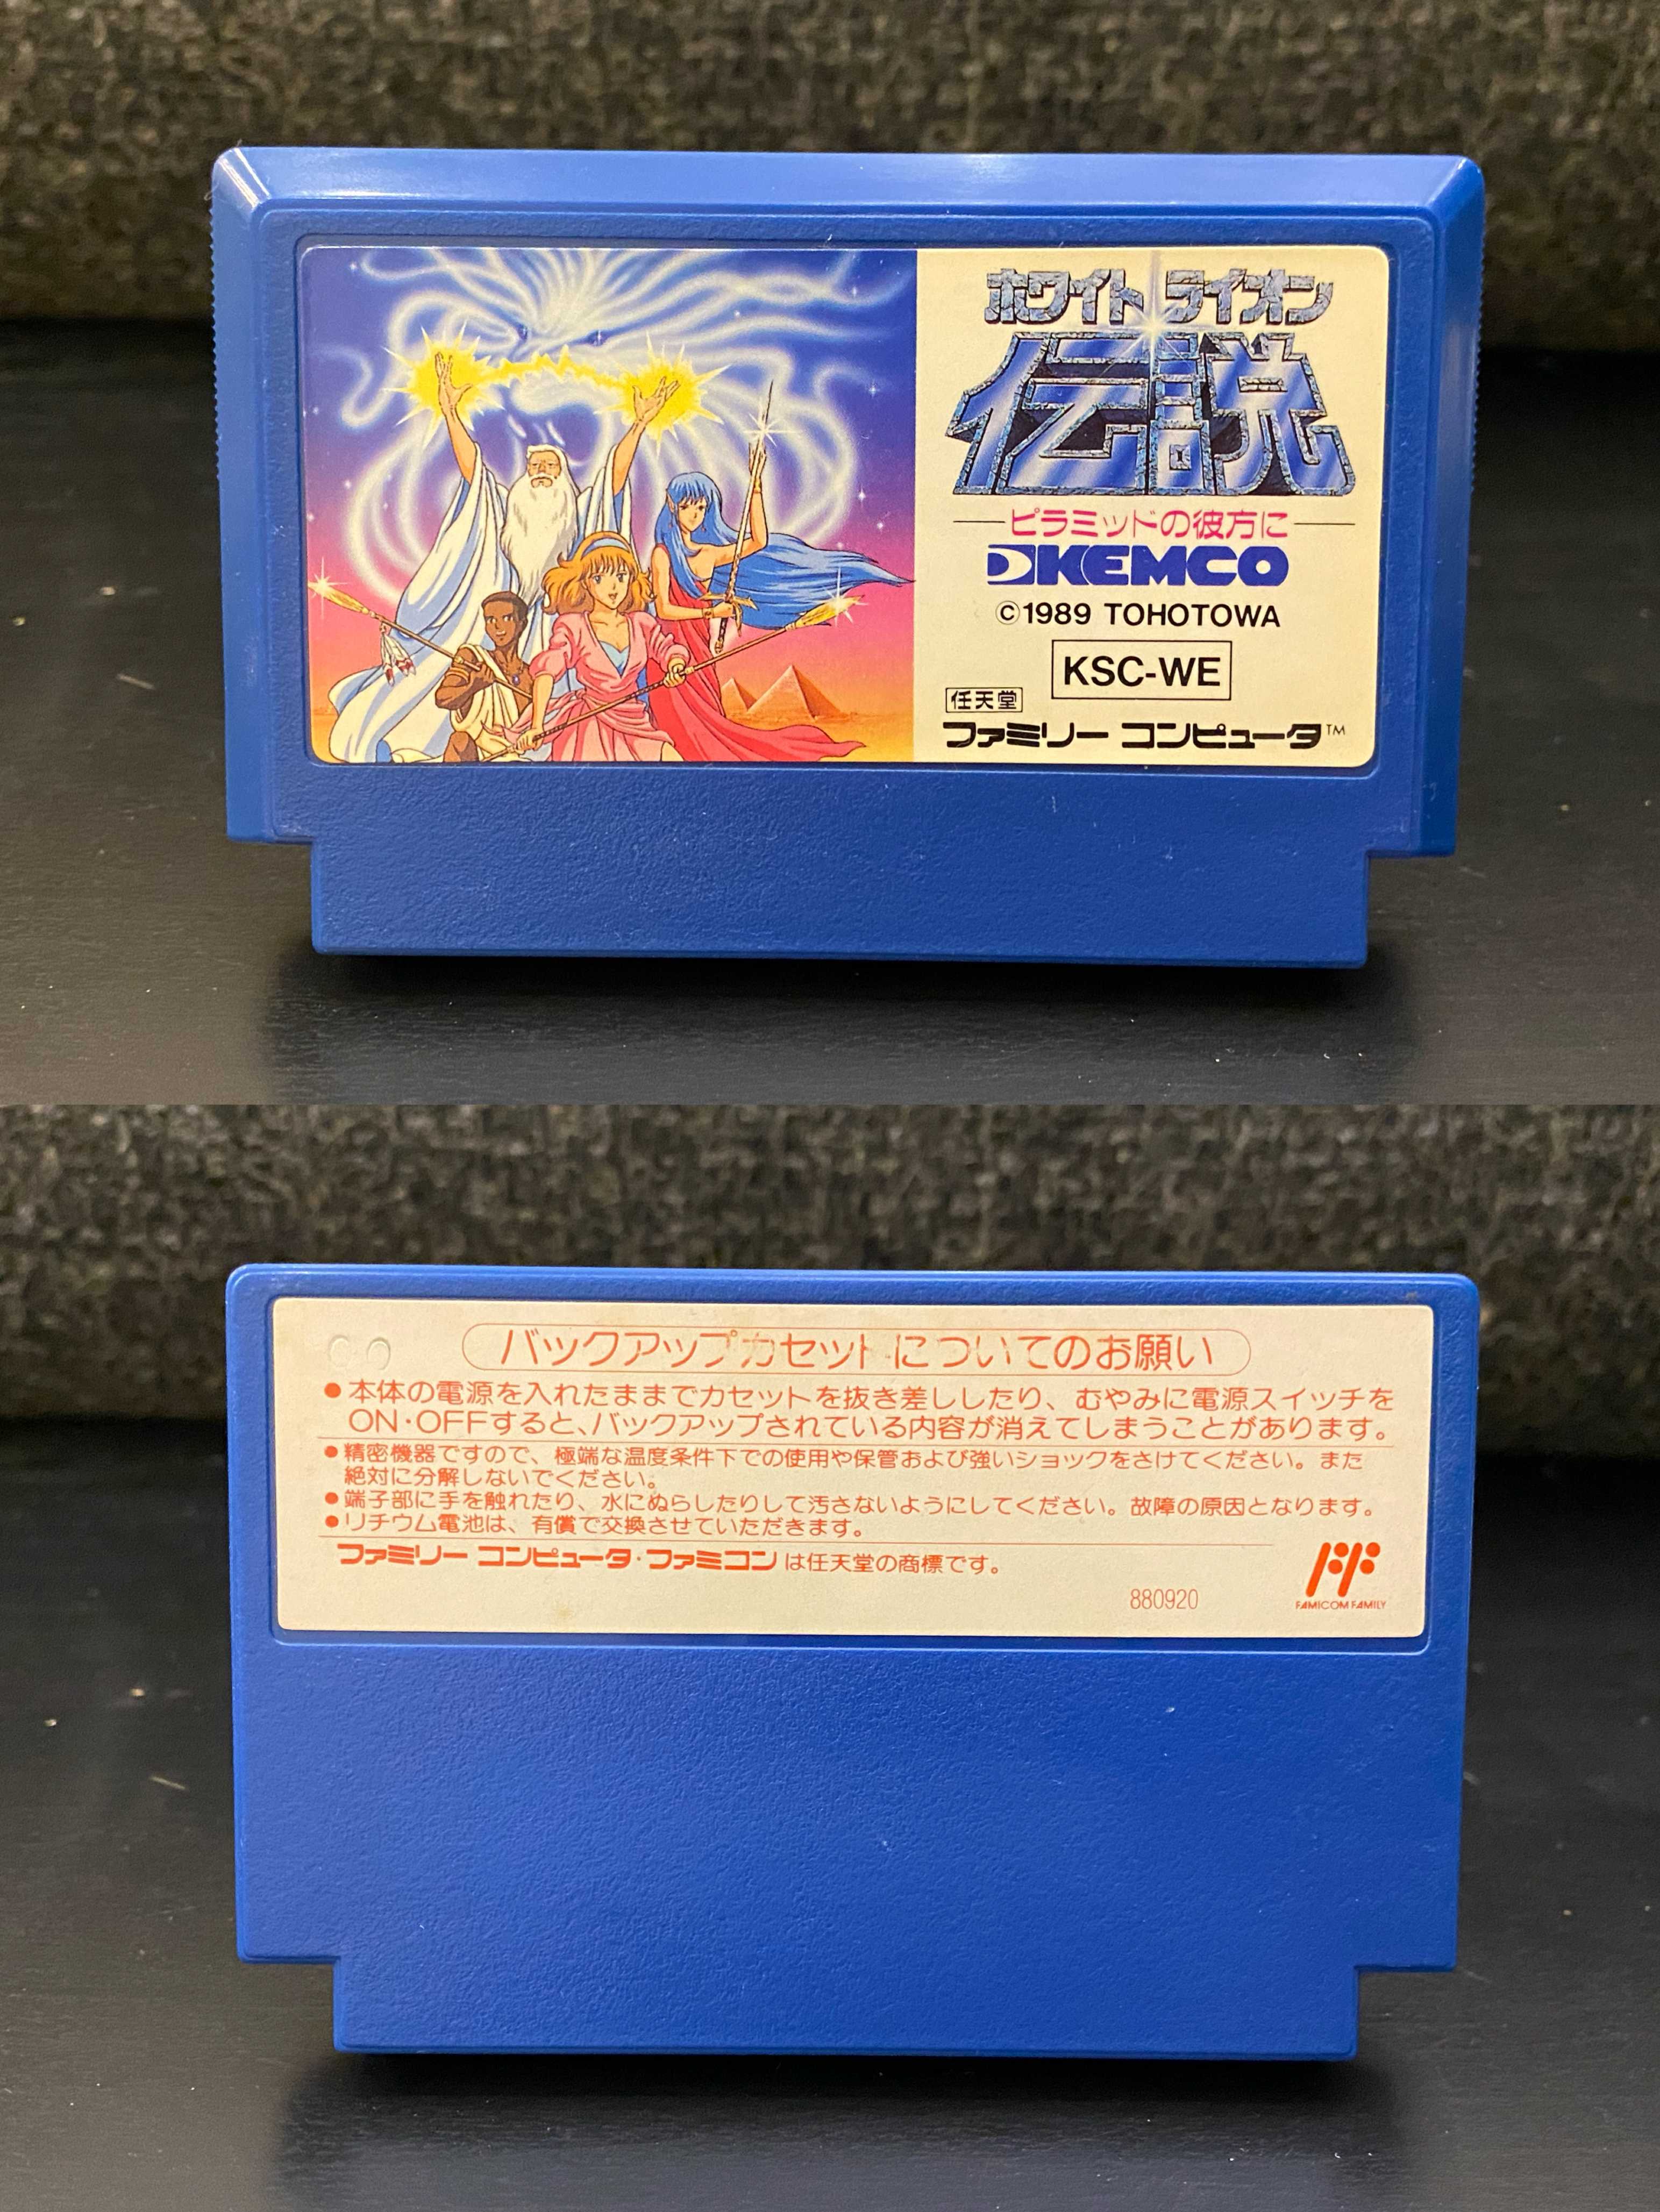 ホワイト ライオン
伝説
ピラミッドの彼方に
KEMCO
©1989 TOHOTOWA
KSC-WE
任天堂
ファミリー コンピュータ™
バックアップカセットについてのお願い
●本体の電源を入れたままでカセットを抜き差ししたり、むやみに電源スイッチを
ON・OFFすると、バックアップされている内容が消えてしまうことがあります。
●精密機器ですので、極端な温度条件下での使用や保管および強いショックをさけてください。また
絶対に分解しないでください。
●端子部に手を触れたり、水にぬらしたりして汚さないようにしてください。故障の原因となります。
●リチウム電池は、有償で交換させていただきます。
ファミリー コンピュータ・ファミコン は任天堂の商標です。
880920
FAMICOM FAMILY